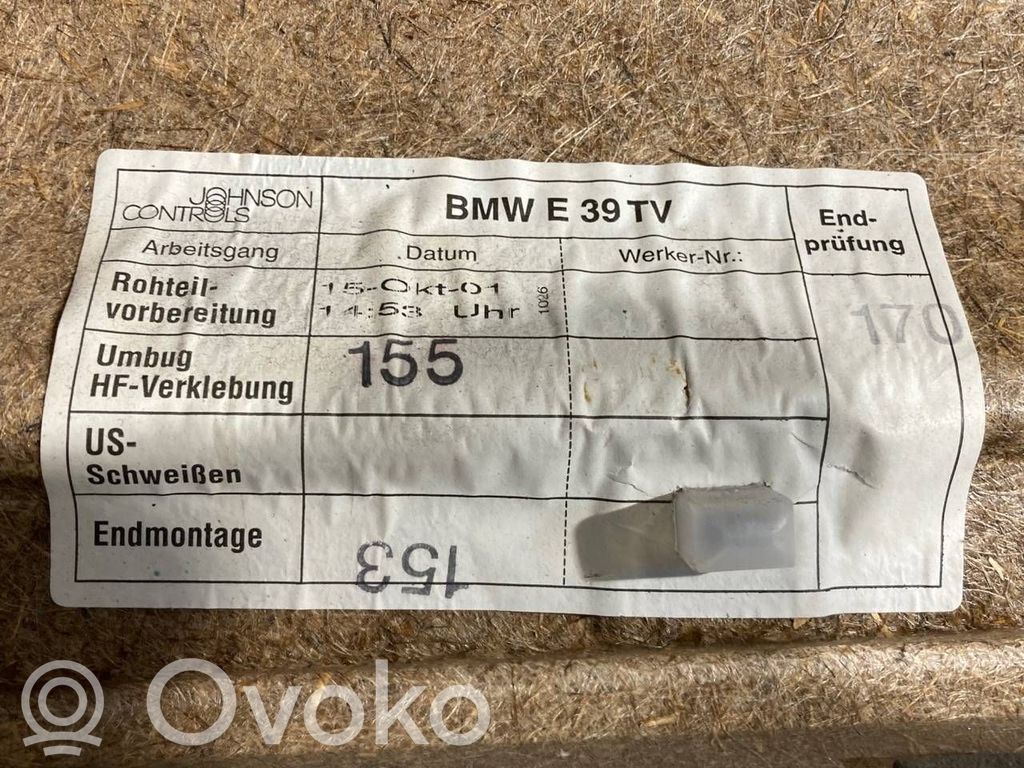 JOHNSON
CONTROLS
BMW E 39 TV
End-
prüfung
Arbeitsgang
Datum
Werker-Nr.:
Rohteil-
vorbereitung
15-Okt-01
14:53 Uhr
1026
170
Umbug
HF-Verklebung
155
US-
Schweißen
Endmontage
153
Ovoko